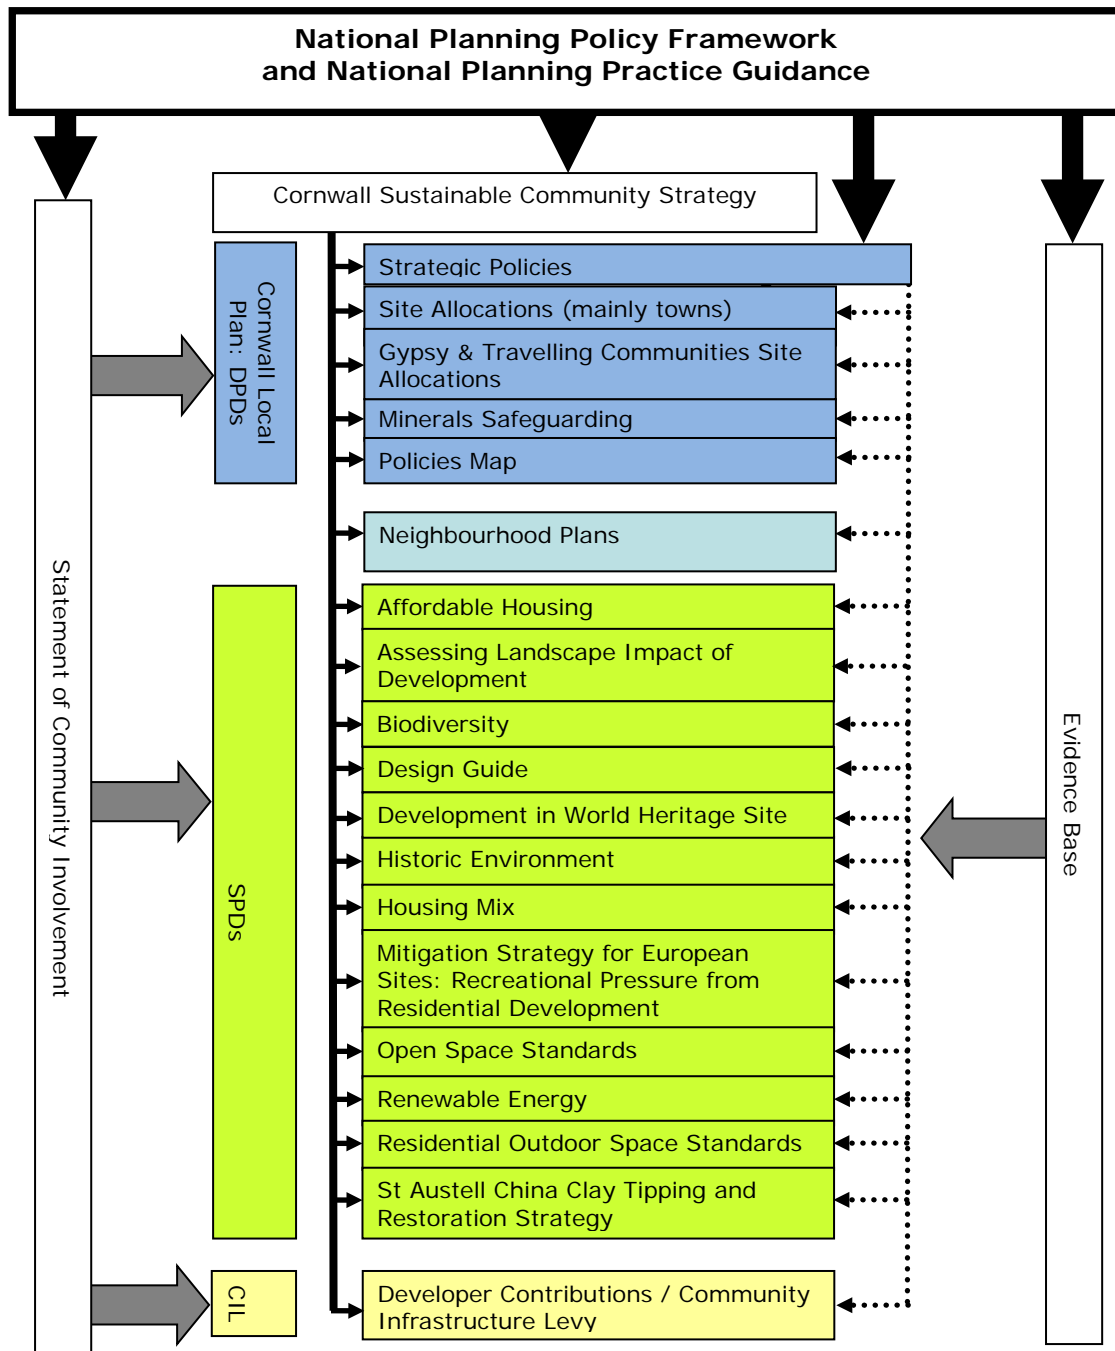 National Planning Policy Framework
and National Planning Practice Guidance
Cornwall Sustainable Community Strategy
Statement of Community Involvement
Cornwall Local
Plan: DPDs
Strategic Policies
Site Allocations (mainly towns)
Gypsy & Travelling Communities Site
Allocations
Minerals Safeguarding
Policies Map
Neighbourhood Plans
SPDs
Affordable Housing
Assessing Landscape Impact of
Development
Biodiversity
Design Guide
Development in World Heritage Site
Historic Environment
Housing Mix
Mitigation Strategy for European
Sites: Recreational Pressure from
Residential Development
Open Space Standards
Renewable Energy
Residential Outdoor Space Standards
St Austell China Clay Tipping and
Restoration Strategy
CIL
Developer Contributions / Community
Infrastructure Levy
Evidence Base